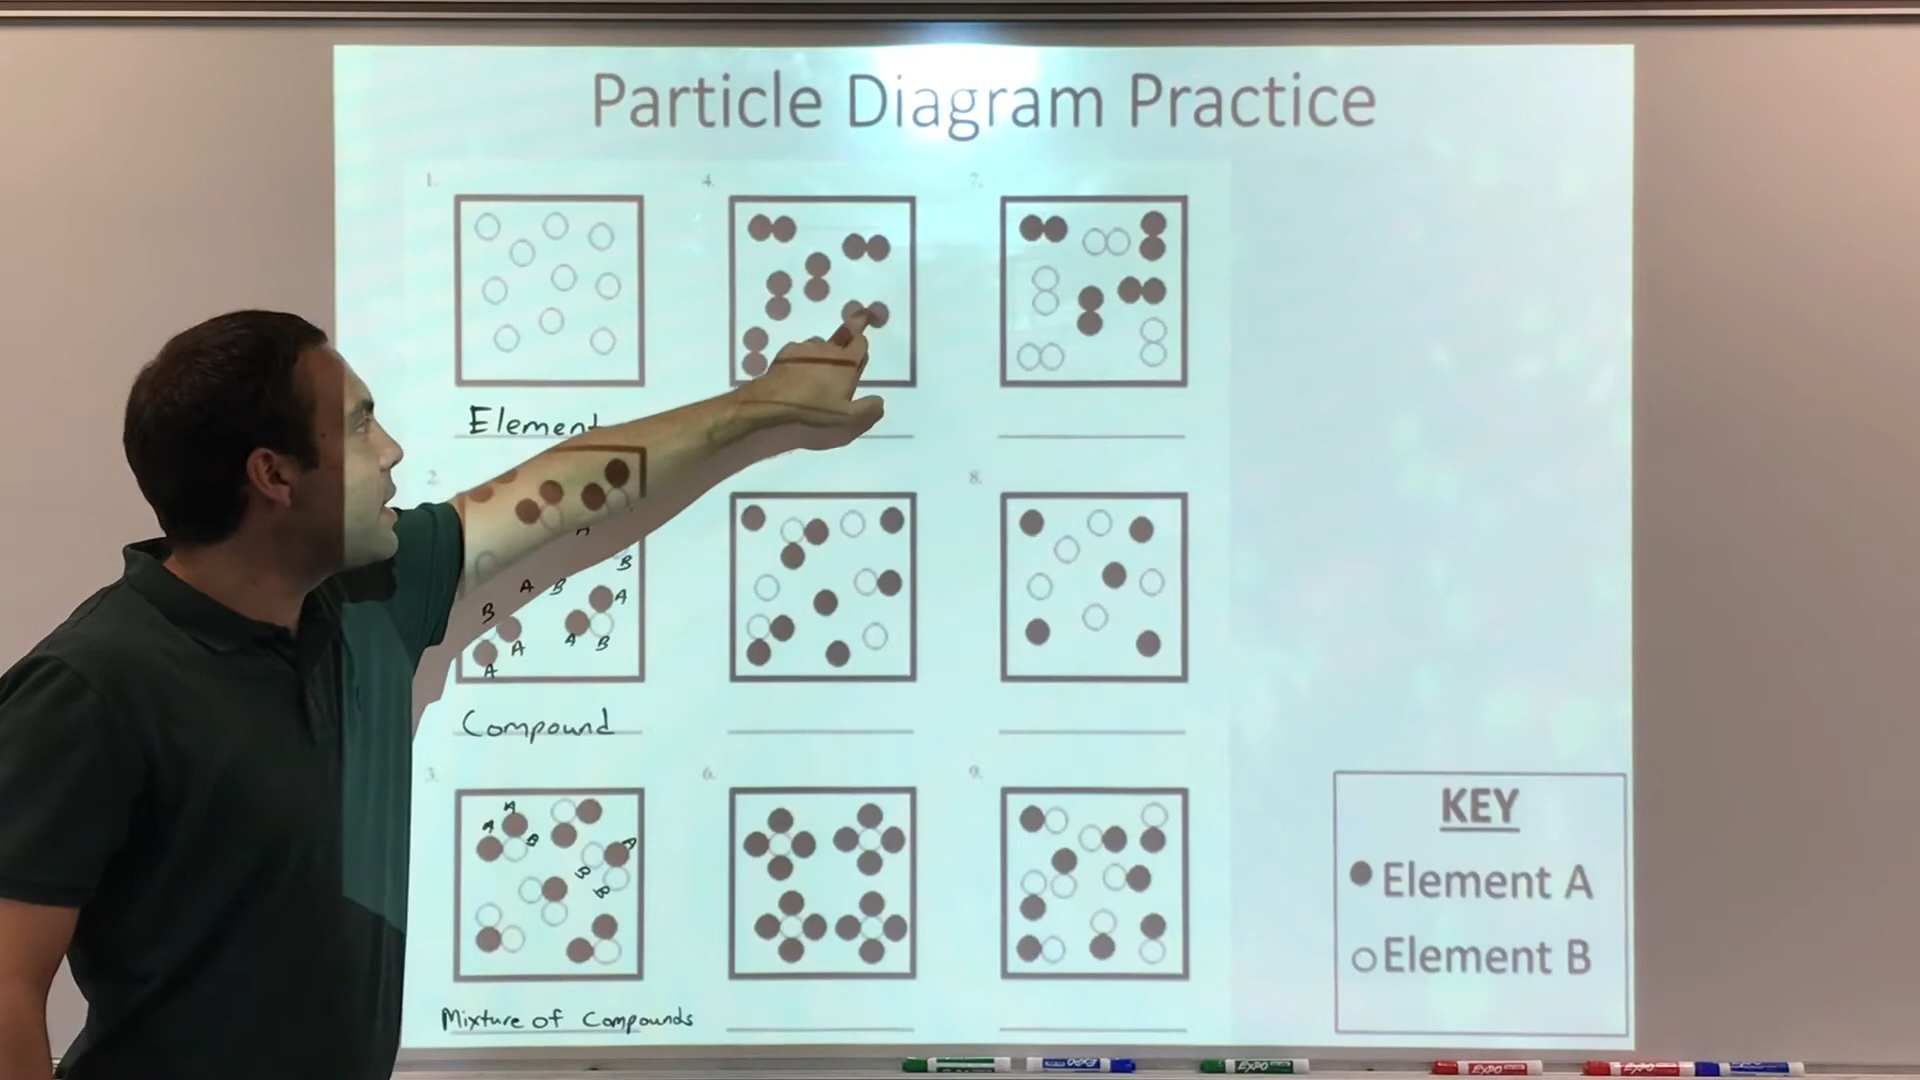 Particle Diagram Practice
1.
4.
7.
Element
2.
8.
A
B
A
B
B
A
A
A
B
A
Compound
3.
6.
9.
A
A
B
A
B
B
Mixture of Compounds
KEY
Element A
Element B
EXPO
EXPO
EXPO
EXPO